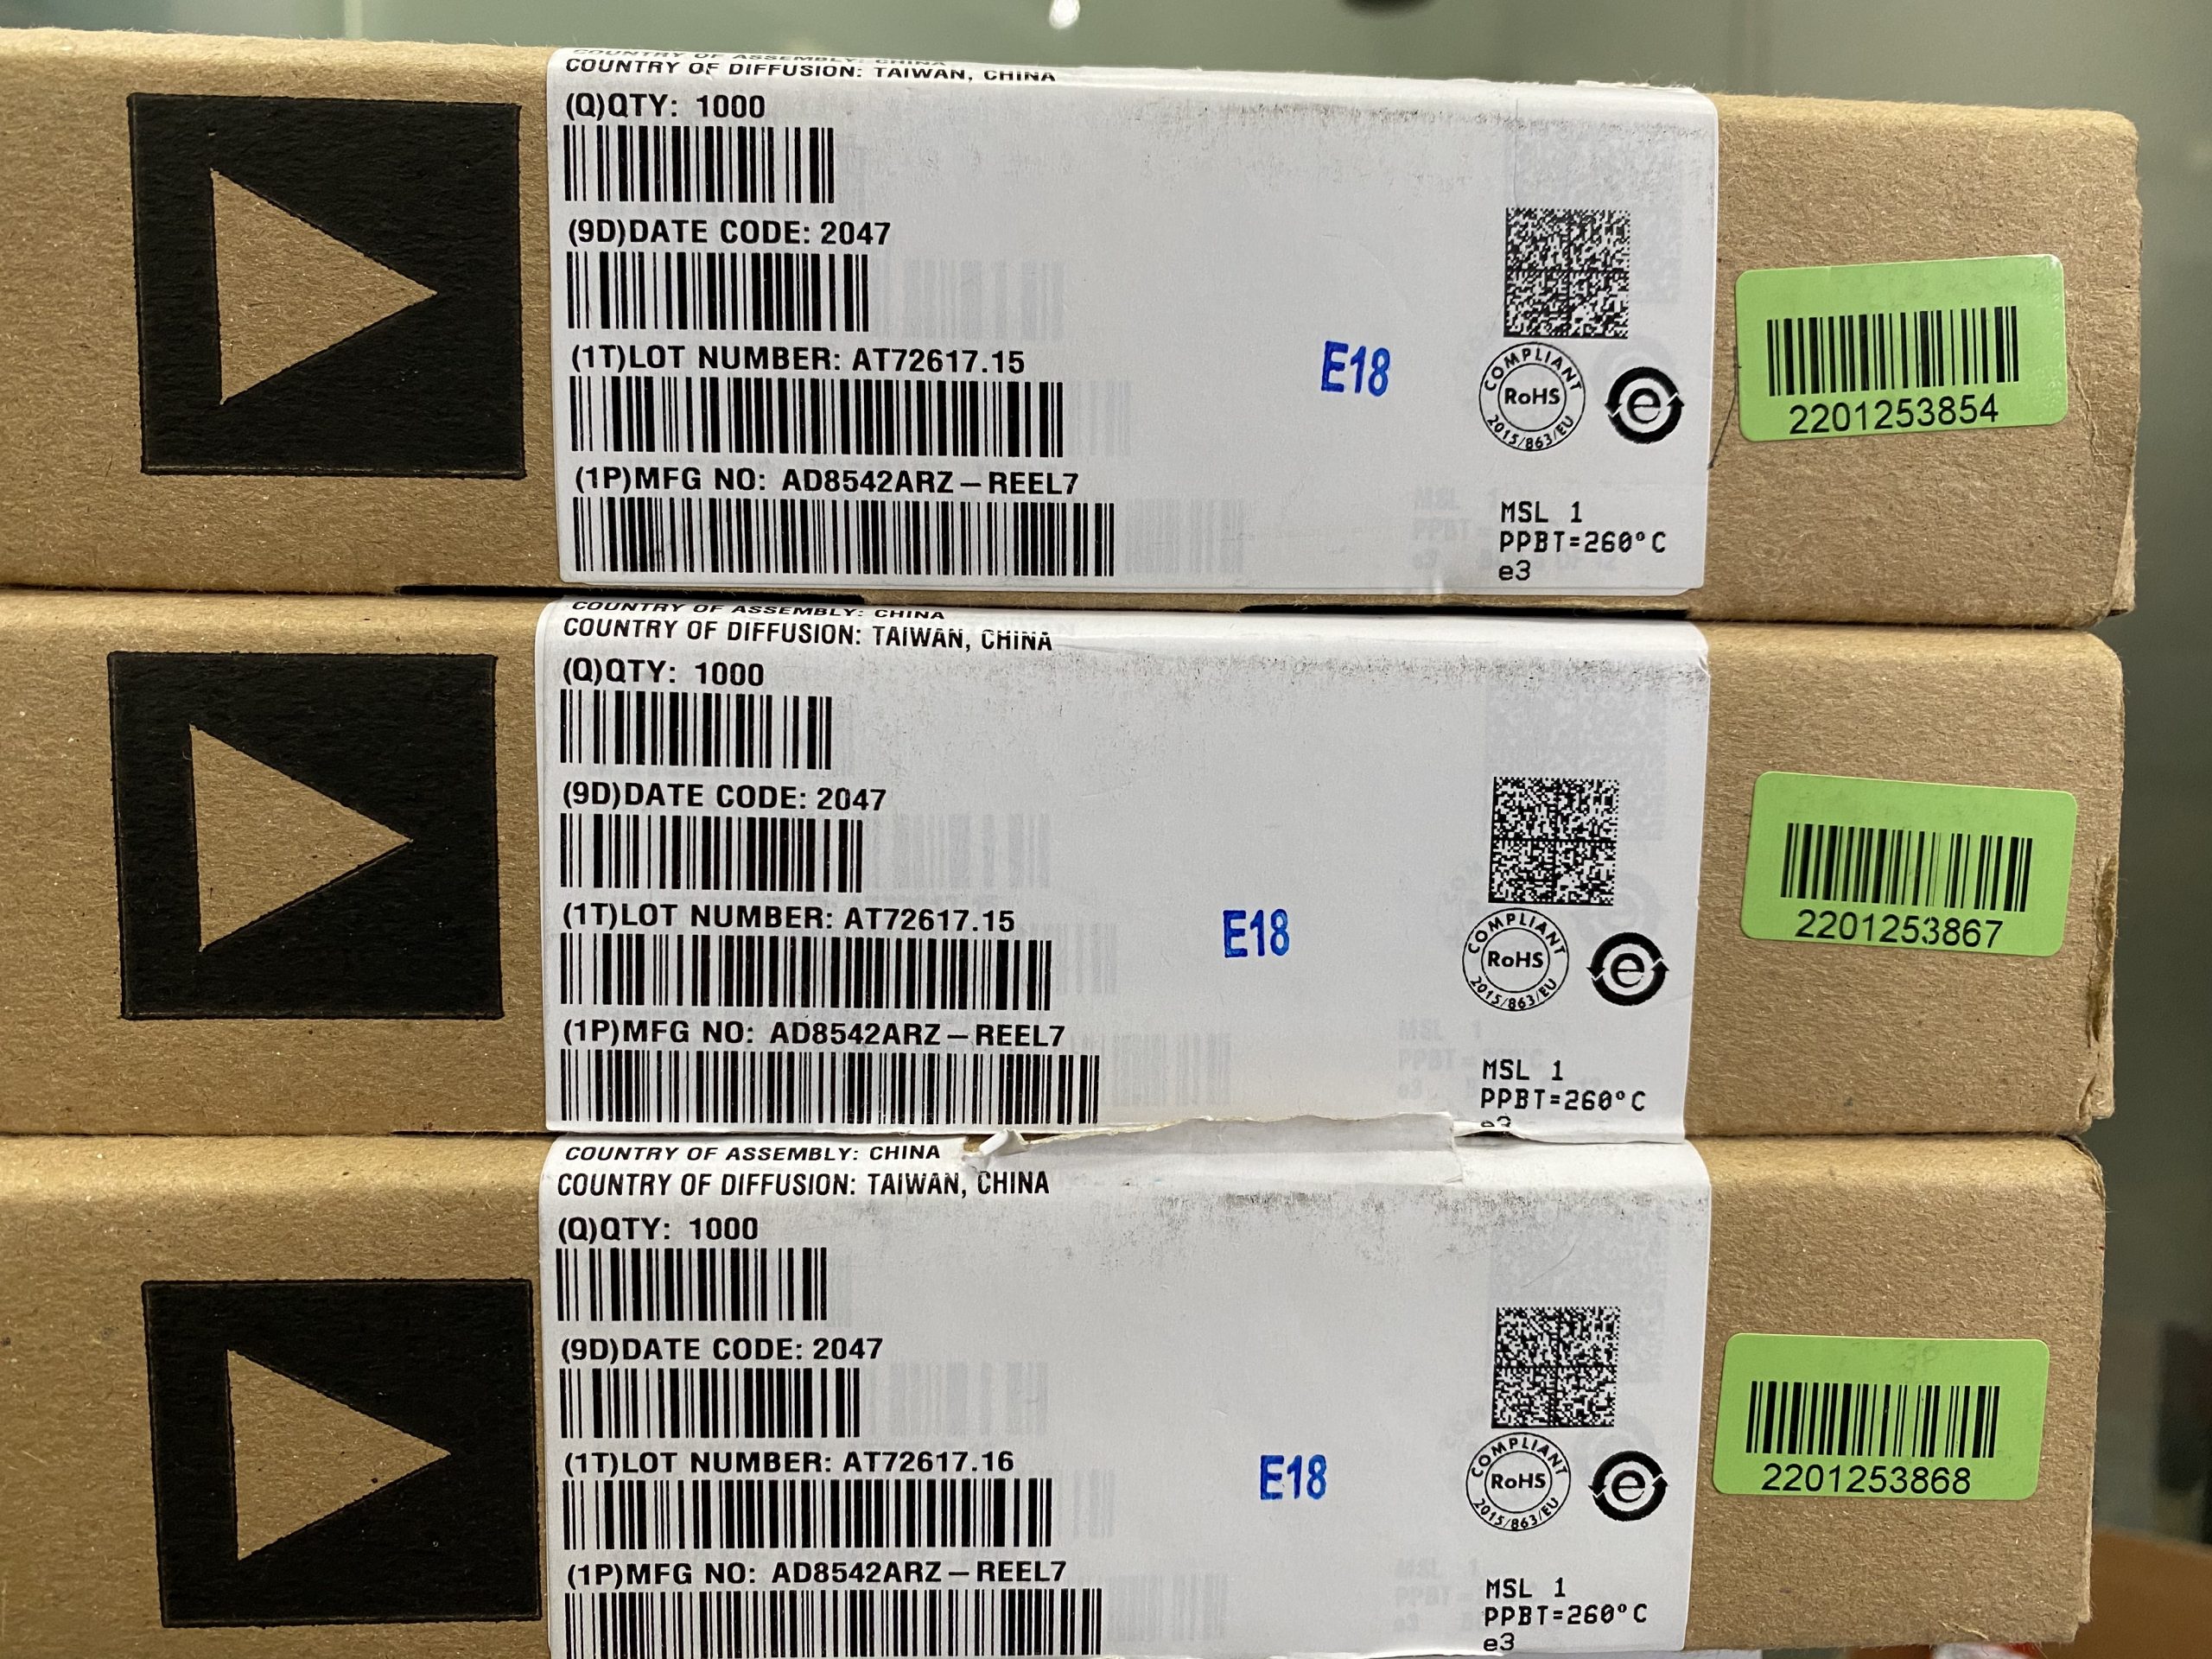 COUNTRY OF ASSEMBLY: CHINA
COUNTRY OF DIFFUSION: TAIWAN, CHINA
(Q)QTY: 1000
(9D)DATE CODE: 2047
(1T)LOT NUMBER: AT72617.15
(1P)MFG NO: AD8542ARZ-REEL7
E18
COMPLIANT
RoHS
2015/863/EU
e
MSL 1
PPBT=260°C
e3
2201253854
COUNTRY OF ASSEMBLY: CHINA
COUNTRY OF DIFFUSION: TAIWAN, CHINA
(Q)QTY: 1000
(9D)DATE CODE: 2047
(1T)LOT NUMBER: AT72617.15
(1P)MFG NO: AD8542ARZ-REEL7
E18
COMPLIANT
RoHS
2015/863/EU
e
MSL 1
PPBT=260°C
e3
2201253867
COUNTRY OF ASSEMBLY: CHINA
COUNTRY OF DIFFUSION: TAIWAN, CHINA
(Q)QTY: 1000
(9D)DATE CODE: 2047
(1T)LOT NUMBER: AT72617.16
(1P)MFG NO: AD8542ARZ-REEL7
E18
COMPLIANT
RoHS
2015/863/EU
e
MSL 1
PPBT=260°C
e3
2201253868